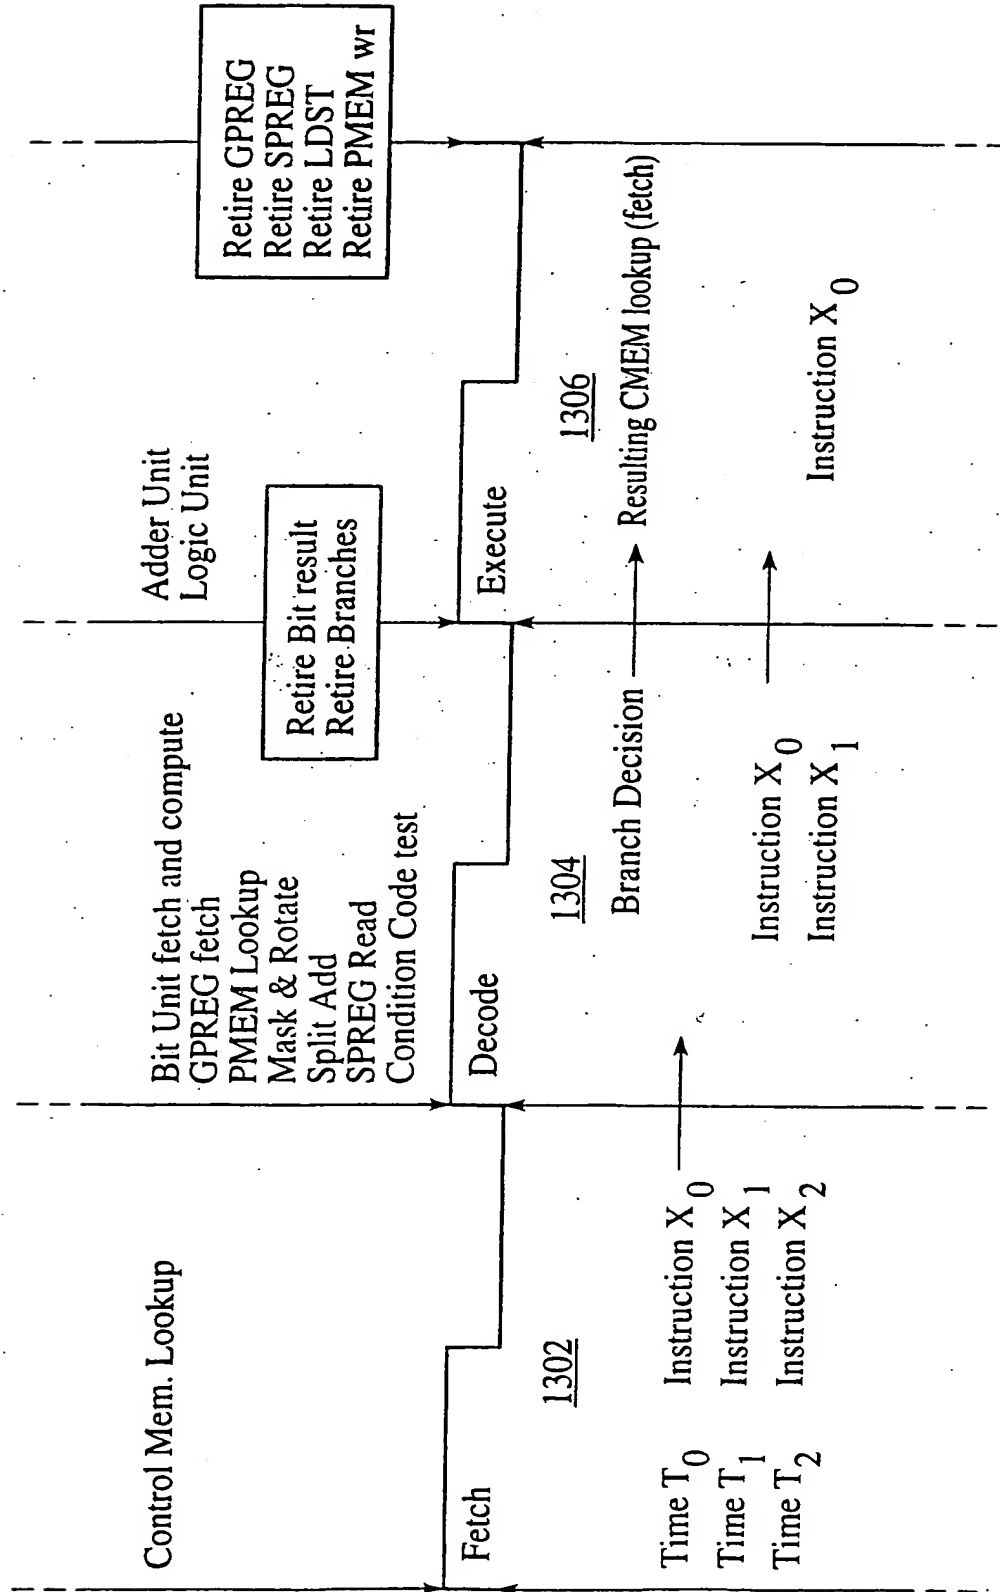 Control Mem. Lookup
Bit Unit fetch and compute
GPREG fetch
PMEM Lookup
Mask & Rotate
Split Add
SPREG Read
Condition Code test
Adder Unit
Logic Unit
Retire Bit result
Retire Branches
Retire GPREG
Retire SPREG
Retire LDST
Retire PMEM wr
Fetch
Decode
Execute
1302
1304
1306
Branch Decision
Resulting CMEM lookup (fetch)
Time T0
Instruction X0
Time T1
Instruction X1
Instruction X0
Time T2
Instruction X2
Instruction X1
Instruction X0